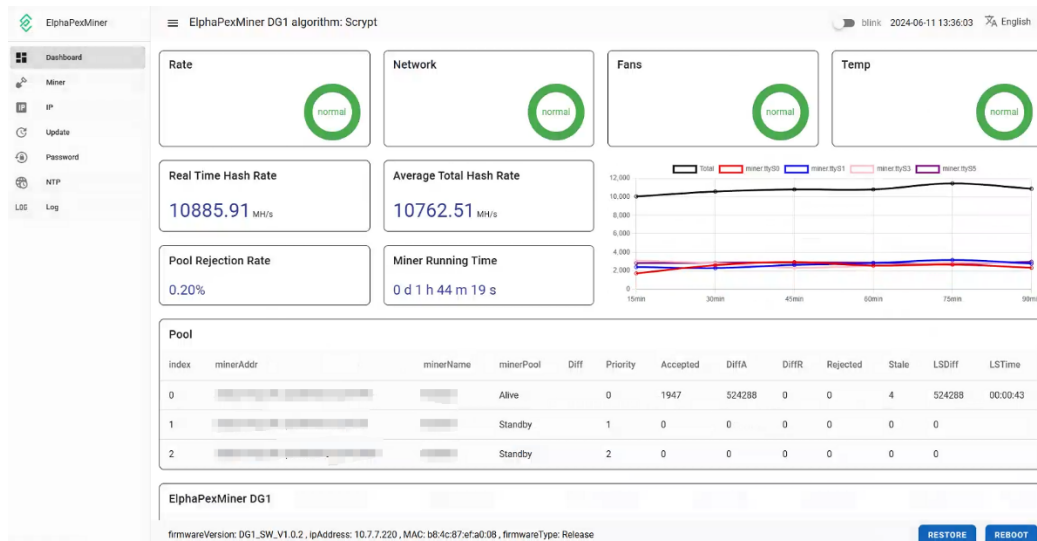 ElphaPexMiner
ElphaPexMiner DG1 algorithm: Scrypt
blink 2024-06-11 13:36:03 English
Dashboard
Miner
IP
Update
Password
NTP
LOG Log
Rate
normal
Network
normal
Fans
normal
Temp
normal
Real Time Hash Rate
10885.91 MH/s
Average Total Hash Rate
10762.51 MH/s
Pool Rejection Rate
0.20%
Miner Running Time
0 d 1 h 44 m 19 s
Total miner.ttyS0 miner.ttyS1 miner.ttyS3 miner.ttyS5
12,000
10,000
8,000
6,000
4,000
2,000
0
15min 30min 45min 60min 75min 90min
Pool
index minerAddr minerName minerPool Diff Priority Accepted DiffA DiffR Rejected Stale LSDiff LSTime
0 Alive 0 1947 524288 0 0 4 524288 00:00:43
1 Standby 1 0 0 0 0 0 0
2 Standby 2 0 0 0 0 0 0
ElphaPexMiner DG1
firmwareVersion: DG1_SW_V1.0.2 , ipAddress: 10.7.7.220 , MAC: b8:4c:87:ef:a0:08 , firmwareType: Release
RESTORE REBOOT